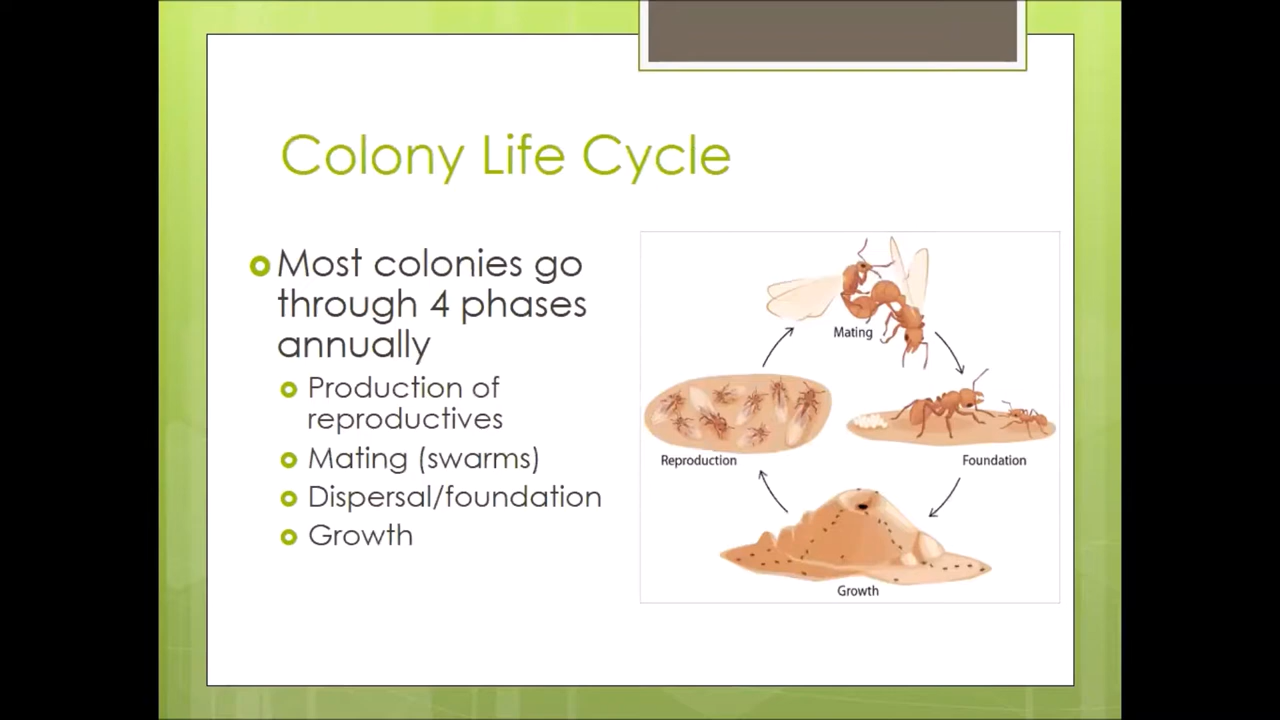 Colony Life Cycle
Most colonies go
through 4 phases
annually
Production of
reproductives
Mating (swarms)
Dispersal/foundation
Growth
Mating
Reproduction
Foundation
Growth